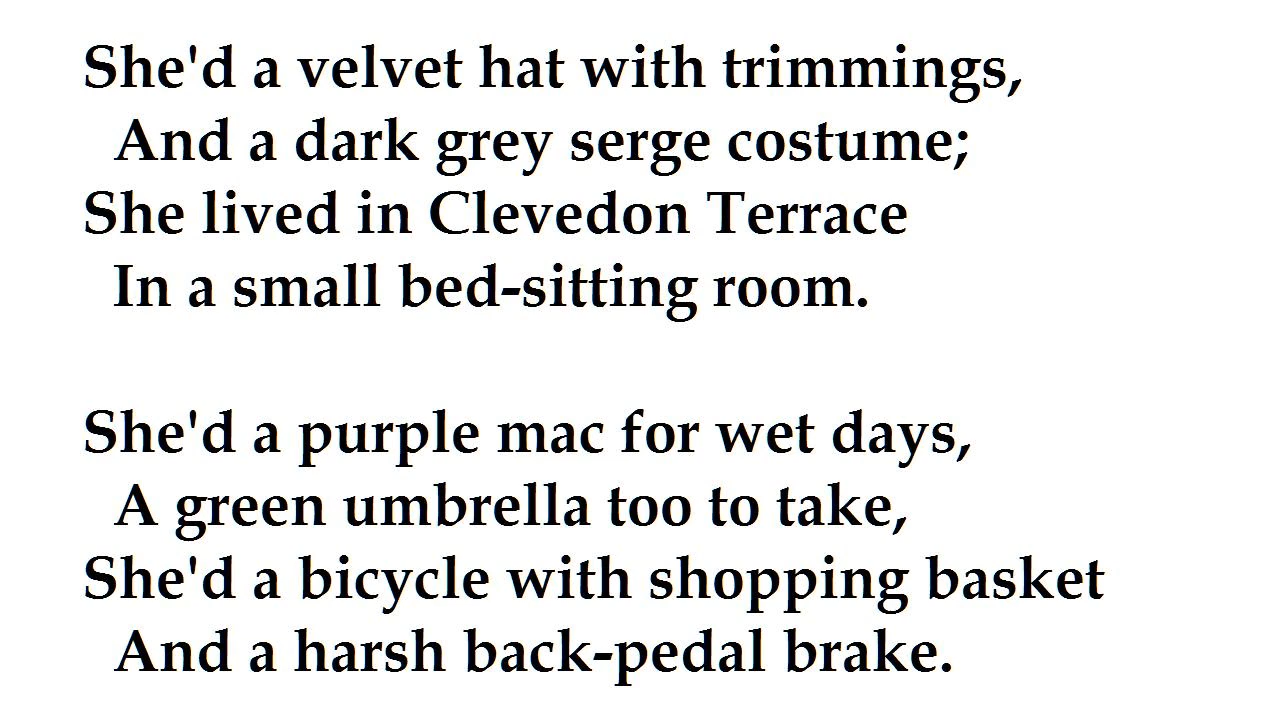 She'd a velvet hat with trimmings,
And a dark grey serge costume;
She lived in Clevedon Terrace
In a small bed-sitting room.

She'd a purple mac for wet days,
A green umbrella too to take,
She'd a bicycle with shopping basket
And a harsh back-pedal brake.